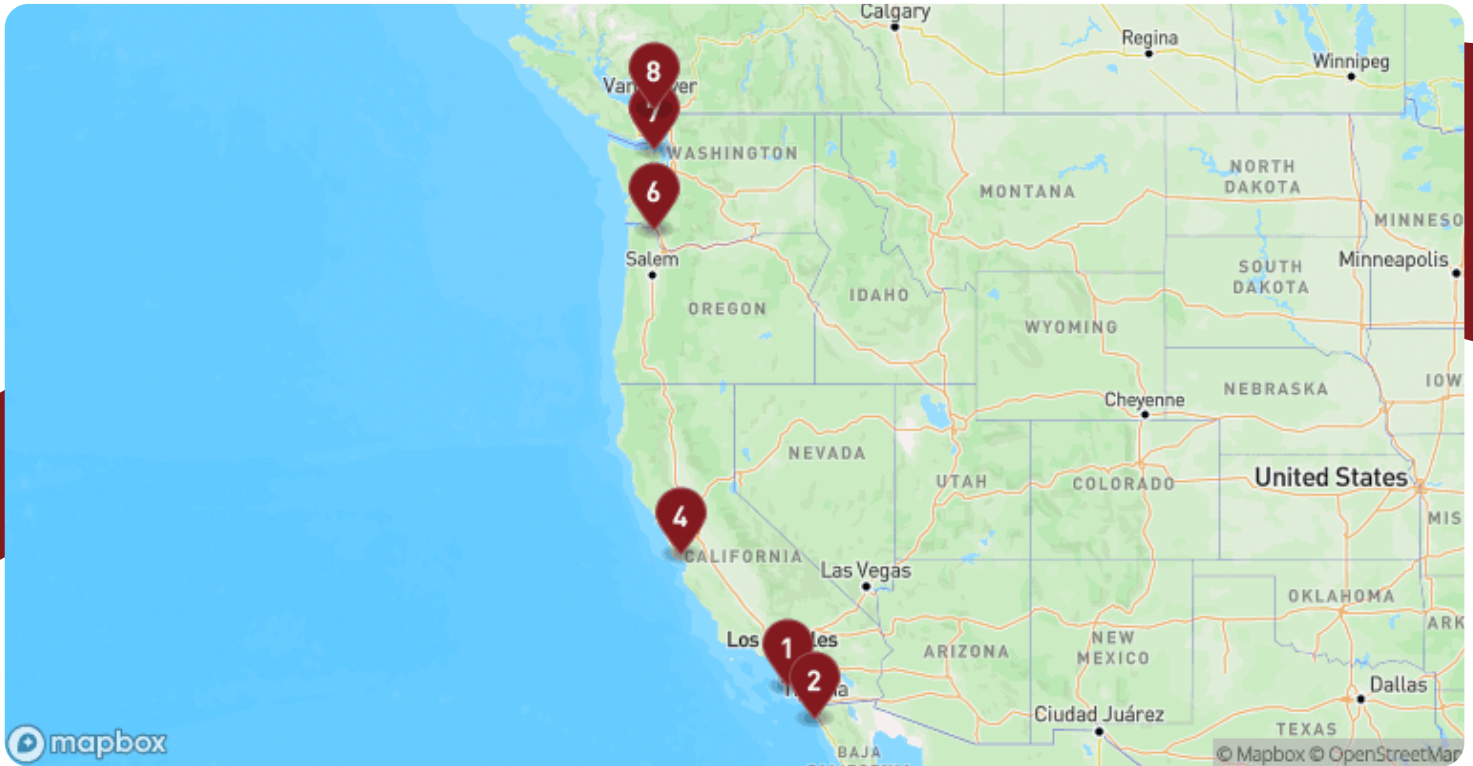 Calgary
Regina
Winnipeg
8
7
WASHINGTON
NORTH
DAKOTA
MONTANA
6
MINNESO
Salem
Minneapolis
SOUTH
DAKOTA
IDAHO
OREGON
WYOMING
IOW
NEBRASKA
Cheyenne
NEVADA
United States
UTAH
COLORADO
4
MIS
CALIFORNIA
Las Vegas
OKLAHOMA
ARK
1
Los les
NEW
MEXICO
ARIZONA
2
Dallas
Ciudad Juárez
TEXAS
mapbox
BAJA
© Mapbox © OpenStreetMap